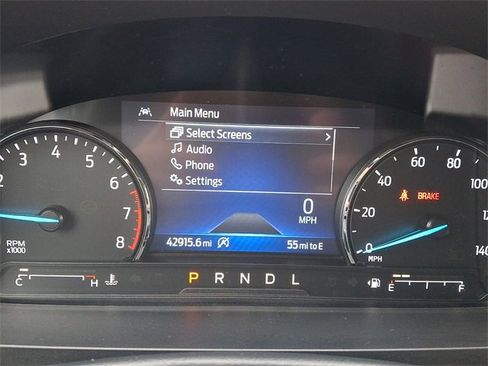 Main Menu
Select Screens >
Audio
Phone
Settings
0
MPH
42915.6 mi
55 mi to E
2 3 4 5 6 7 8
RPM
x1000
0 20 40 60 80 100 120 140
BRAKE
MPH
C H
P R N D L
E F